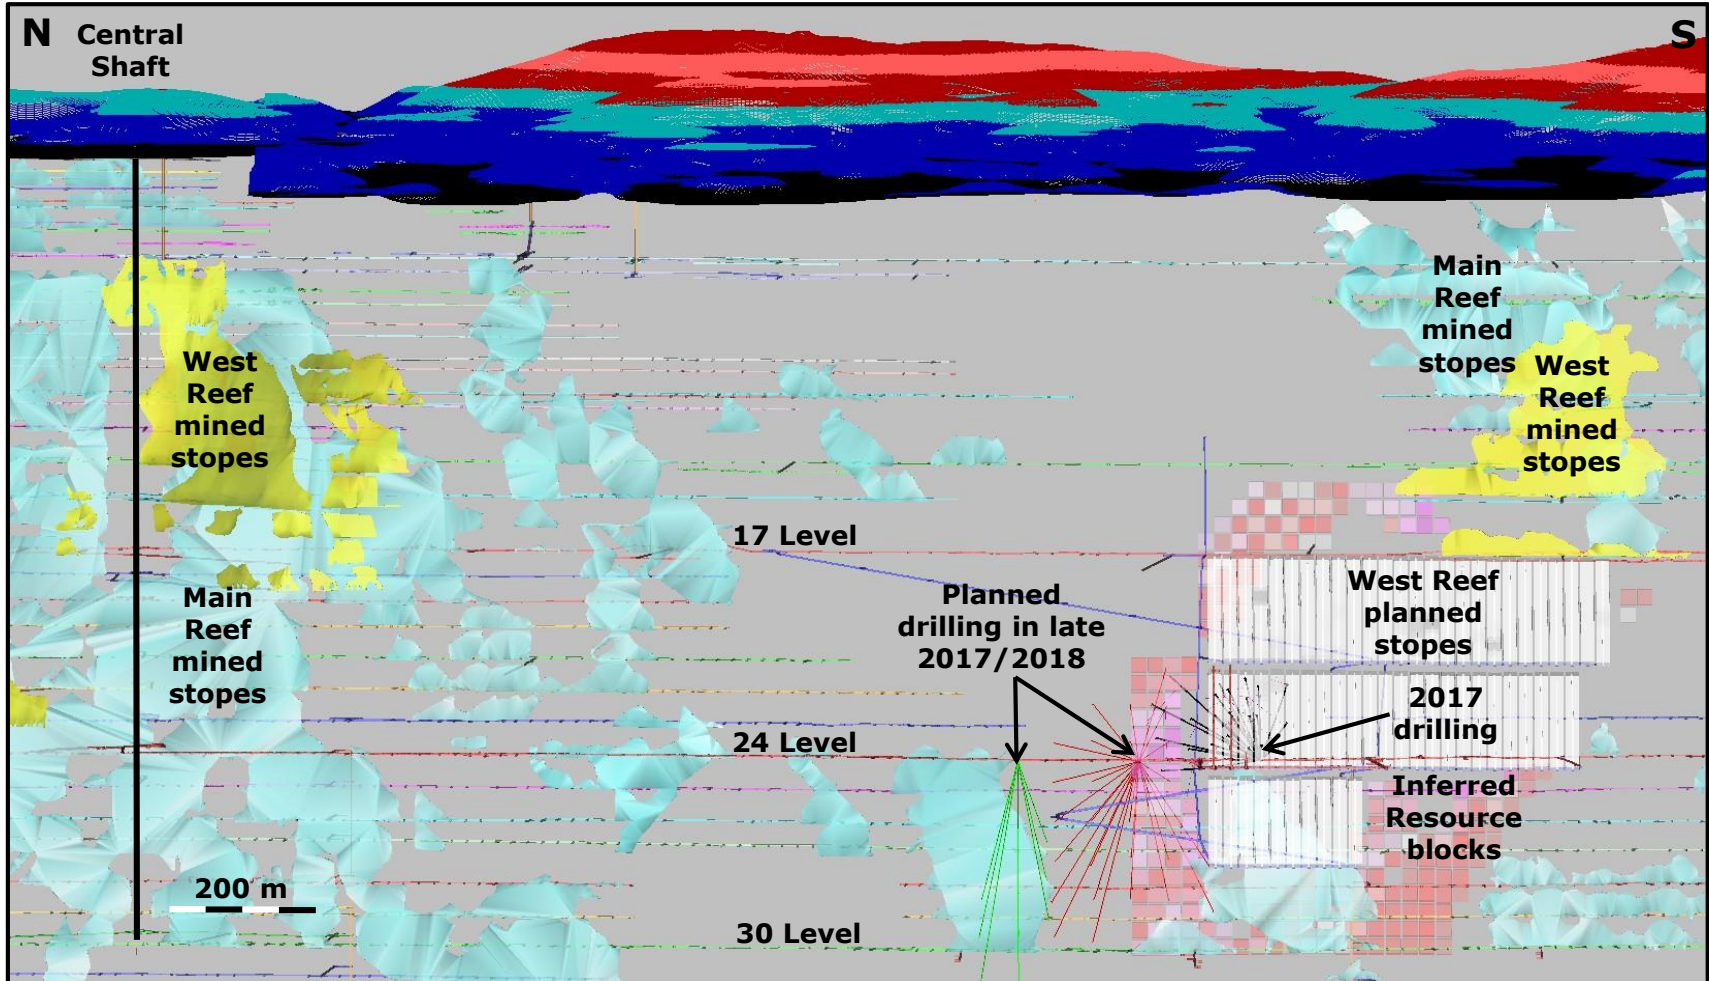 N
S
Central
Shaft
Main
Reef
mined
stopes
West
Reef
mined
stopes
West
Reef
mined
stopes
17 Level
Planned
drilling in late
2017/2018
West Reef
planned
stopes
Main
Reef
mined
stopes
2017
drilling
24 Level
Inferred
Resource
blocks
200 m
30 Level